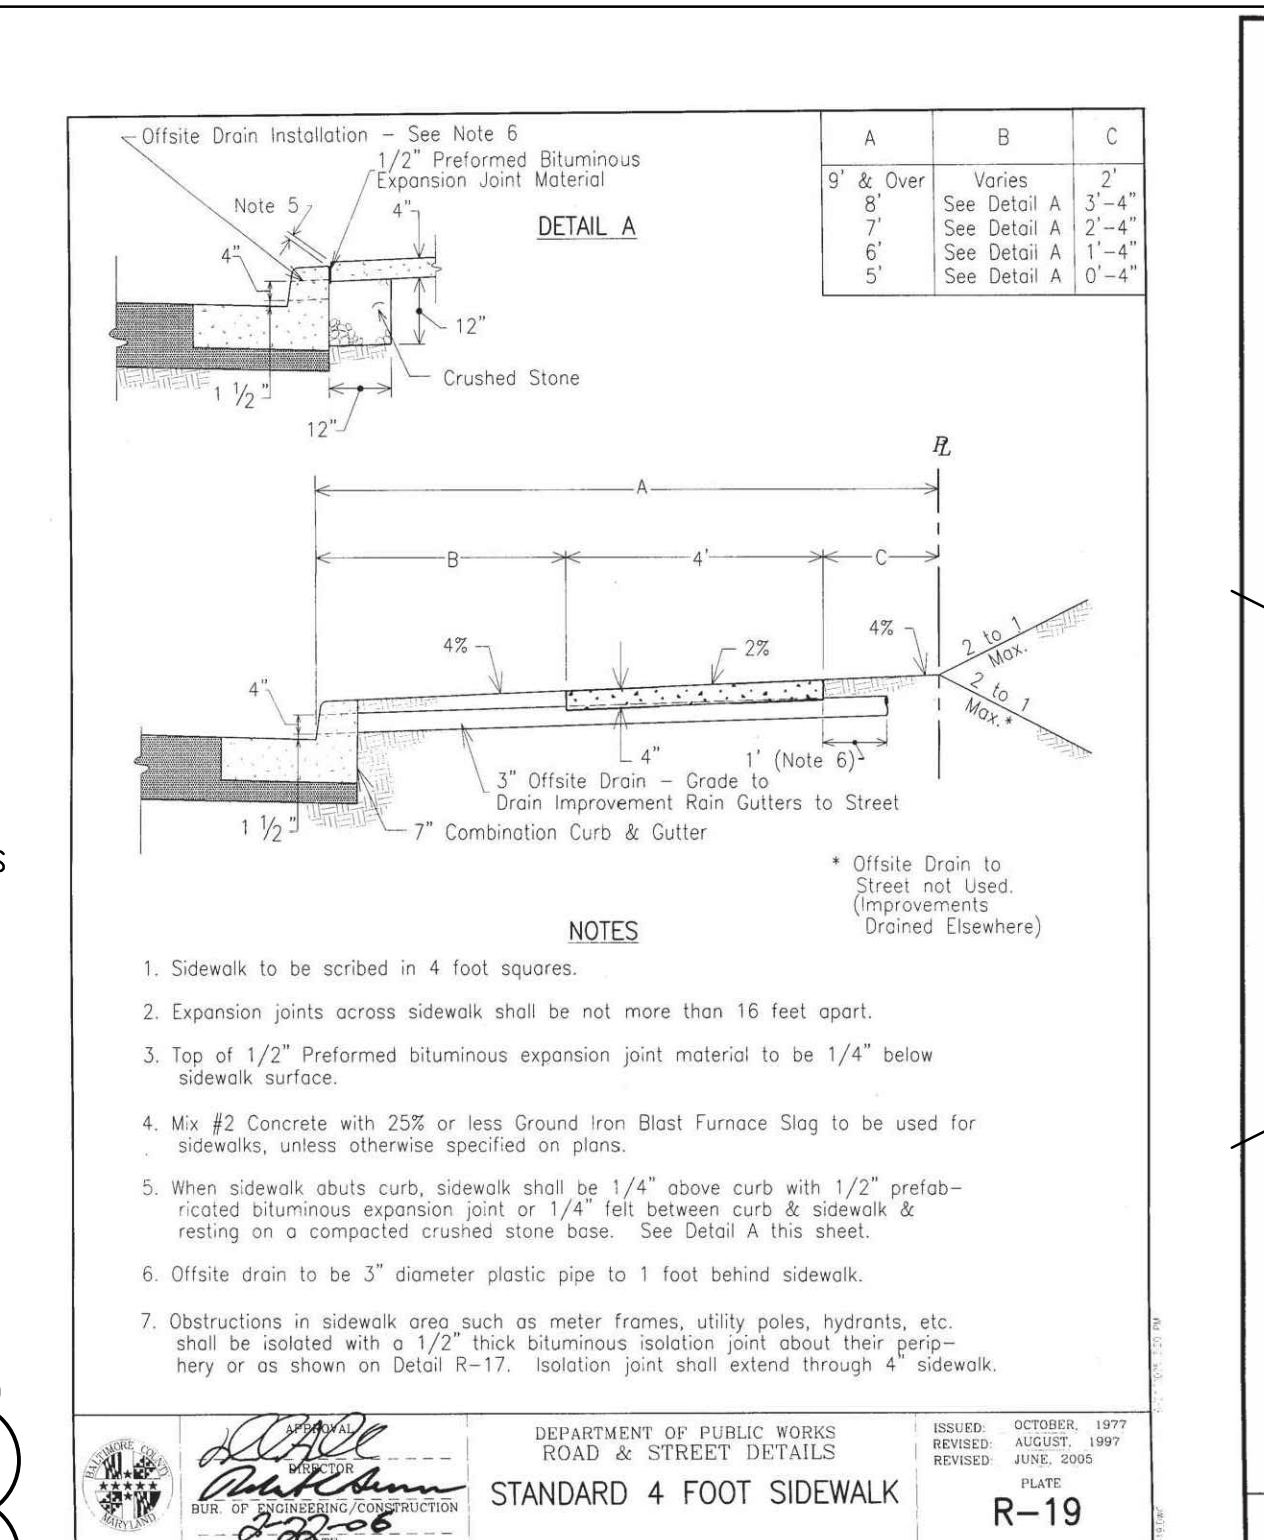 Offsite Drain Installation - See Note 6
1/2" Preformed Bituminous
Expansion Joint Material
Note 5
4"
DETAIL A
4"
12"
Crushed Stone
1 1/2"
12"
A B C
9' & Over Varies 2'
8' See Detail A 3'-4"
7' See Detail A 2'-4"
6' See Detail A 1'-4"
5' See Detail A 0'-4"
PL
A
B 4' C
4% 2% 4%
2 to 1
Max.
2 to 1
Max.*
4"
4"
1' (Note 6)
3" Offsite Drain - Grade to
Drain Improvement Rain Gutters to Street
1 1/2"
7" Combination Curb & Gutter
* Offsite Drain to
Street not Used.
(Improvements
Drained Elsewhere)
NOTES
1. Sidewalk to be scribed in 4 foot squares.
2. Expansion joints across sidewalk shall be not more than 16 feet apart.
3. Top of 1/2" Preformed bituminous expansion joint material to be 1/4" below
sidewalk surface.
4. Mix #2 Concrete with 25% or less Ground Iron Blast Furnace Slag to be used for
sidewalks, unless otherwise specified on plans.
5. When sidewalk abuts curb, sidewalk shall be 1/4" above curb with 1/2" prefab-
ricated bituminous expansion joint or 1/4" felt between curb & sidewalk &
resting on a compacted crushed stone base. See Detail A this sheet.
6. Offsite drain to be 3" diameter plastic pipe to 1 foot behind sidewalk.
7. Obstructions in sidewalk area such as meter frames, utility poles, hydrants, etc.
shall be isolated with a 1/2" thick bituminous isolation joint about their perip-
hery or as shown on Detail R-17. Isolation joint shall extend through 4" sidewalk.
BALTIMORE COUNTY
MARYLAND
APPROVAL
DIRECTOR
BUR. OF ENGINEERING/CONSTRUCTION
2-22-06
DEPARTMENT OF PUBLIC WORKS
ROAD & STREET DETAILS
STANDARD 4 FOOT SIDEWALK
ISSUED: OCTOBER, 1977
REVISED: AUGUST, 1997
REVISED: JUNE, 2005
PLATE
R-19